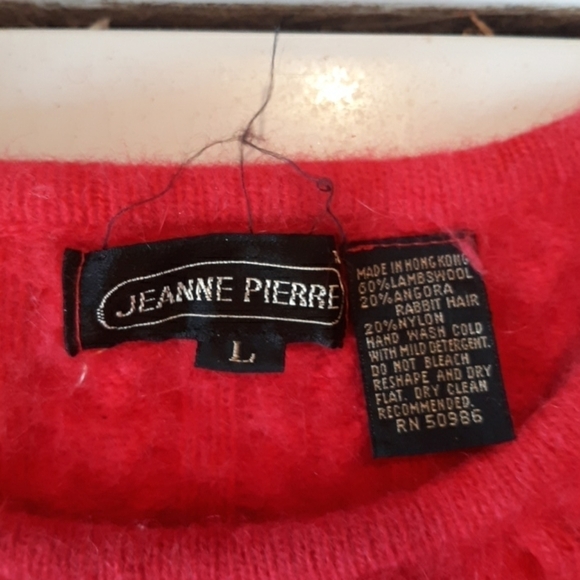 JEANNE PIERRE
L
MADE IN HONG KONG
60% LAMBSWOOL
20% ANGORA
RABBIT HAIR
20% NYLON
HAND WASH COLD
WITH MILD DETERGENT.
DO NOT BLEACH
RESHAPE AND DRY
FLAT. DRY CLEAN
RECOMMENDED.
RN 50986